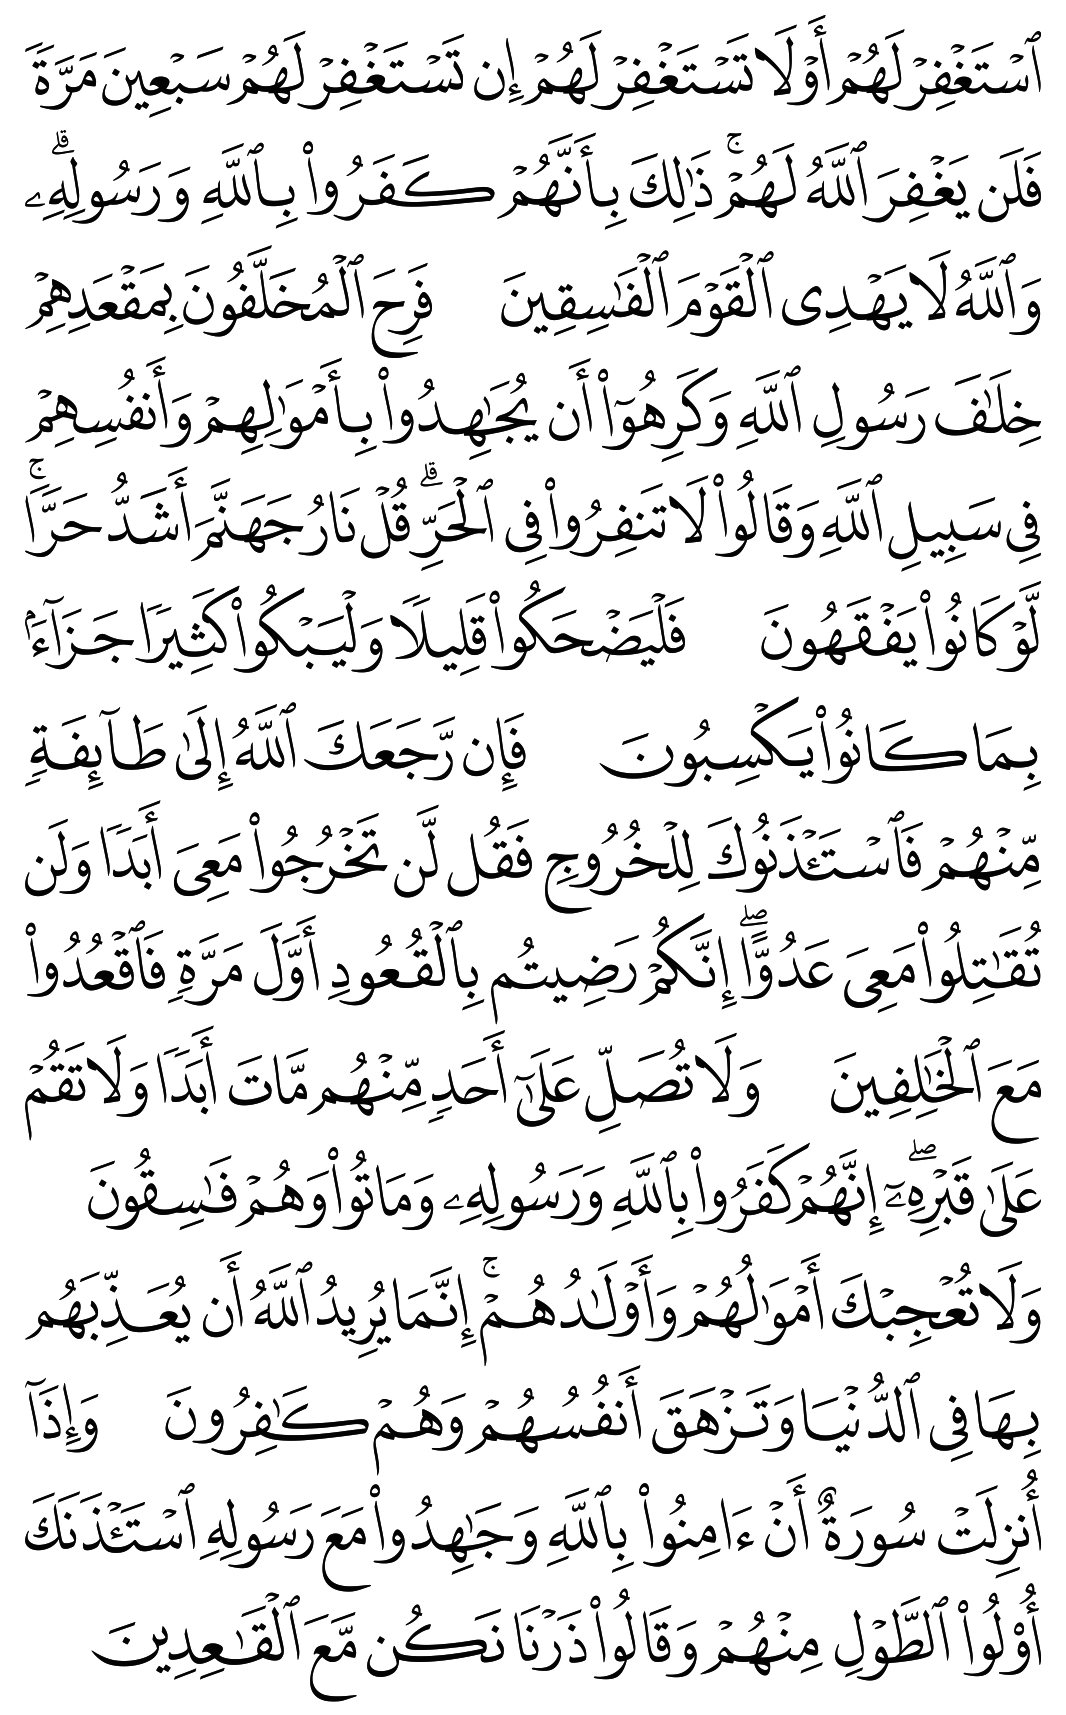 ٱسۡتَغۡفِرۡ لَهُمۡ أَوۡ لَا تَسۡتَغۡفِرۡ لَهُمۡ إِن تَسۡتَغۡفِرۡ لَهُمۡ سَبۡعِينَ مَرَّةٗ
فَلَن يَغۡفِرَ ٱللَّهُ لَهُمۡۚ ذَٰلِكَ بِأَنَّهُمۡ كَفَرُواْ بِٱللَّهِ وَرَسُولِهِۦۗ
وَٱللَّهُ لَا يَهۡدِي ٱلۡقَوۡمَ ٱلۡفَٰسِقِينَ فَرِحَ ٱلۡمُخَلَّفُونَ بِمَقۡعَدِهِمۡ
خِلَٰفَ رَسُولِ ٱللَّهِ وَكَرِهُوٓاْ أَن يُجَٰهِدُواْ بِأَمۡوَٰلِهِمۡ وَأَنفُسِهِمۡ
فِي سَبِيلِ ٱللَّهِ وَقَالُواْ لَا تَنفِرُواْ فِي ٱلۡحَرِّۗ قُلۡ نَارُ جَهَنَّمَ أَشَدُّ حَرّٗاۚ
لَّوۡ كَانُواْ يَفۡقَهُونَ فَلۡيَضۡحَكُواْ قَلِيلٗا وَلۡيَبۡكُواْ كَثِيرٗا جَزَآءَۢ
بِمَا كَانُواْ يَكۡسِبُونَ فَإِن رَّجَعَكَ ٱللَّهُ إِلَىٰ طَآئِفَةٖ
مِّنۡهُمۡ فَٱسۡتَـٔۡذَنُوكَ لِلۡخُرُوجِ فَقُل لَّن تَخۡرُجُواْ مَعِيَ أَبَدٗا وَلَن
تُقَٰتِلُواْ مَعِيَ عَدُوًّاۖ إِنَّكُمۡ رَضِيتُم بِٱلۡقُعُودِ أَوَّلَ مَرَّةٖ فَٱقۡعُدُواْ
مَعَ ٱلۡخَٰلِفِينَ وَلَا تُصَلِّ عَلَىٰٓ أَحَدٖ مِّنۡهُم مَّاتَ أَبَدٗا وَلَا تَقُمۡ
عَلَىٰ قَبۡرِهِۦٓۖ إِنَّهُمۡ كَفَرُواْ بِٱللَّهِ وَرَسُولِهِۦ وَمَاتُواْ وَهُمۡ فَٰسِقُونَ
وَلَا تُعۡجِبۡكَ أَمۡوَٰلُهُمۡ وَأَوۡلَٰدُهُمۡۚ إِنَّمَا يُرِيدُ ٱللَّهُ أَن يُعَذِّبَهُم
بِهَا فِي ٱلدُّنۡيَا وَتَزۡهَقَ أَنفُسُهُمۡ وَهُمۡ كَٰفِرُونَ وَإِذَآ
أُنزِلَتۡ سُورَةٌ أَنۡ ءَامِنُواْ بِٱللَّهِ وَجَٰهِدُواْ مَعَ رَسُولِهِ ٱسۡتَـٔۡذَنَكَ
أُوْلُواْ ٱلطَّوۡلِ مِنۡهُمۡ وَقَالُواْ ذَرۡنَا نَكُن مَّعَ ٱلۡقَٰعِدِينَ